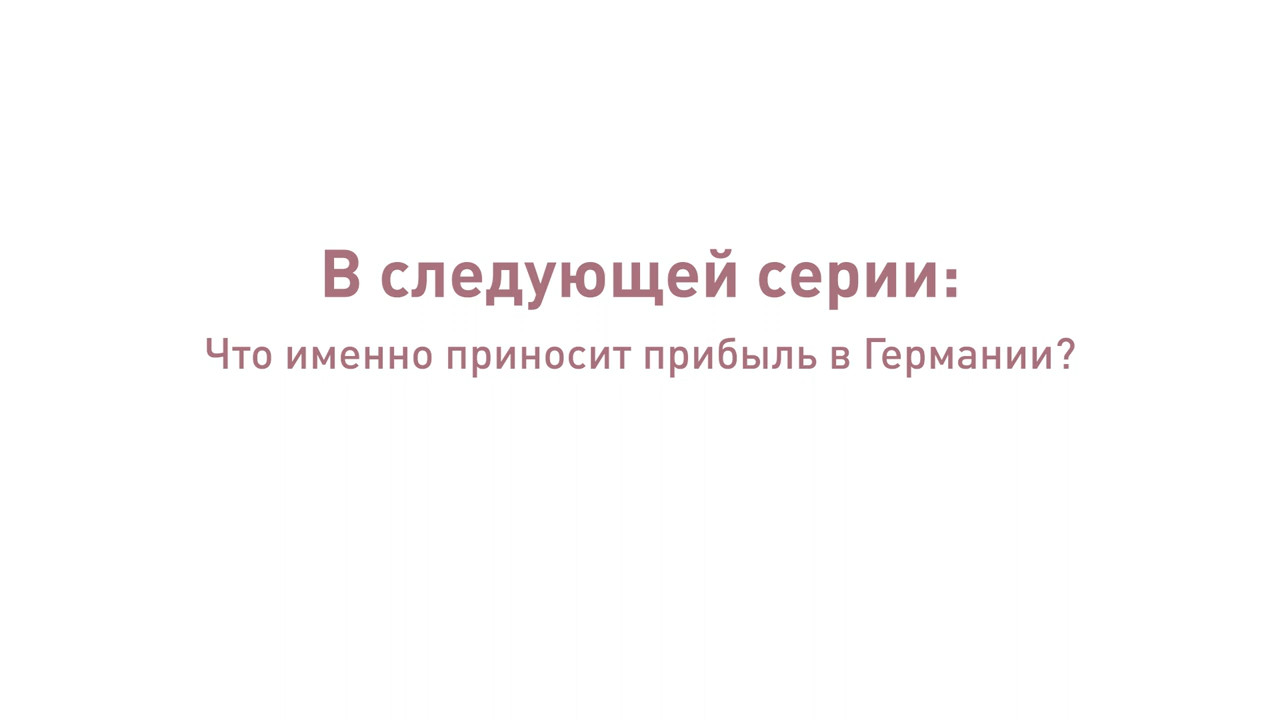 В следующей серии:
Что именно приносит прибыль в Германии?